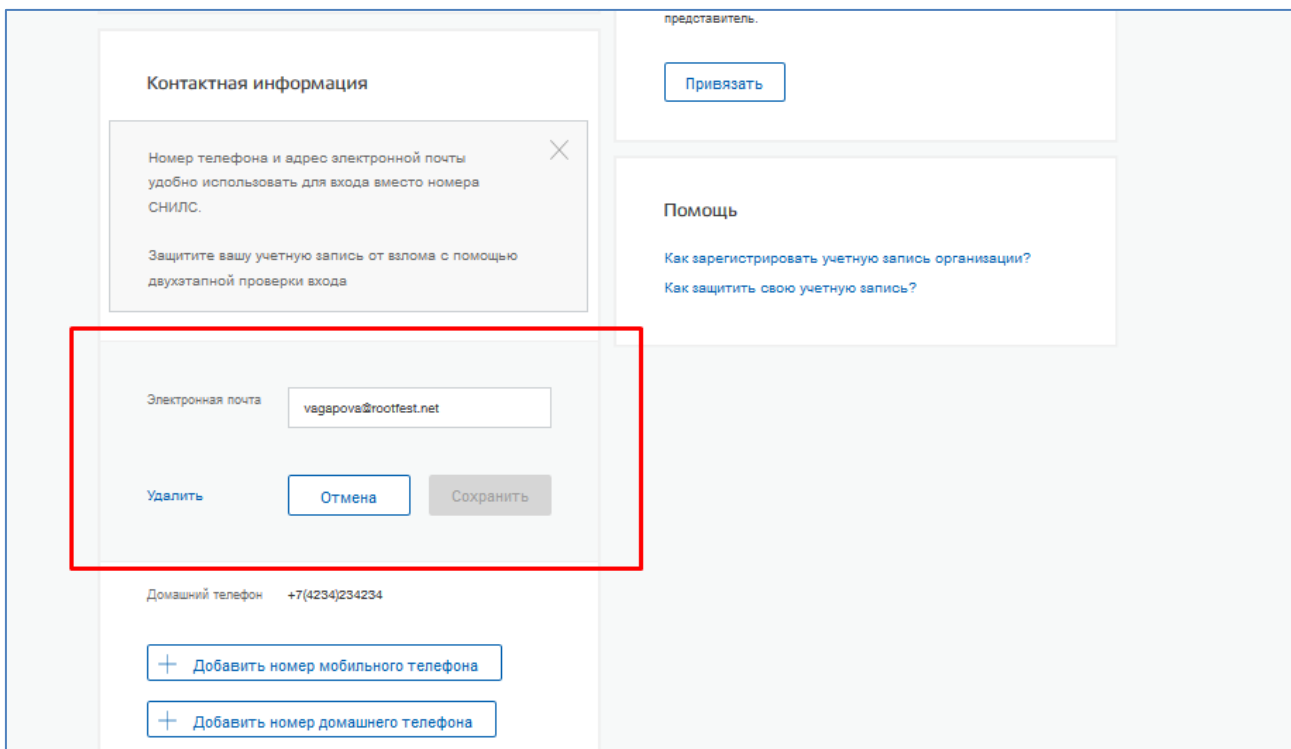 представитель.
Привязать
Контактная информация
Номер телефона и адрес электронной почты
удобно использовать для входа вместо номера
СНИЛС.
Защитите вашу учетную запись от взлома с помощью
двухэтапной проверки входа
Помощь
Как зарегистрировать учетную запись организации?
Как защитить свою учетную запись?
Электронная почта
vagapova@rootfest.net
Удалить
Отмена
Сохранить
Домашний телефон
+7(4234)234234
Добавить номер мобильного телефона
Добавить номер домашнего телефона